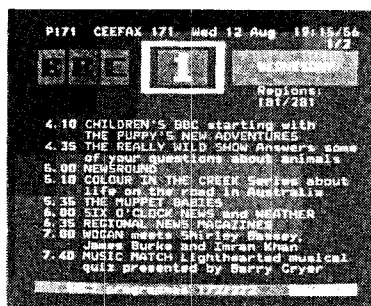 P171 CEEFAX 171 Wed 12 Aug 19:15/56
1/2
BBC 1 WEDNESDAY
Regions:
181/281
4.10 CHILDREN'S BBC starting with
THE PUPPY'S NEW ADVENTURES
4.35 THE REALLY WILD SHOW Answers some
of your questions about animals
5.00 NEWSROUND
5.10 COLOUR IN THE CREEK Series about
life on the road in Australia
5.35 THE MUPPET BABIES
6.00 SIX O'CLOCK NEWS and WEATHER
6.35 REGIONAL NEWS MAGAZINES
7.00 WOGAN meets Shirley Bassey,
James Burke and Imran Khan
7.40 MUSIC MATCH Lighthearted musical
quiz presented by Barry Cryer